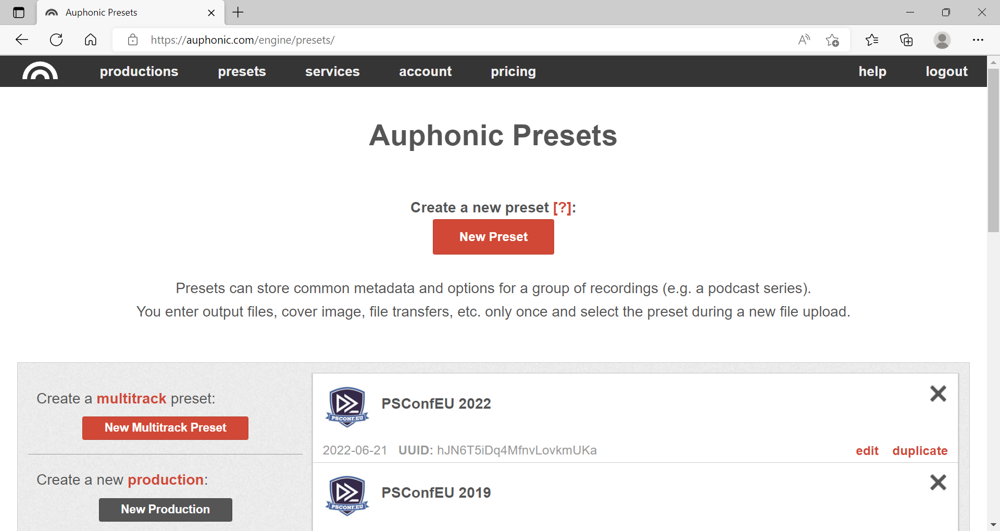 Auphonic Presets
https://auphonic.com/engine/presets/
productions presets services account pricing help logout
Auphonic Presets
Create a new preset [?]:
New Preset
Presets can store common metadata and options for a group of recordings (e.g. a podcast series).
You enter output files, cover image, file transfers, etc. only once and select the preset during a new file upload.
Create a multitrack preset:
New Multitrack Preset
Create a new production:
New Production
PSCONF.EU
PSConfEU 2022
2022-06-21 UUID: hJN6T5iDq4MfnvLovkmUKa
edit duplicate
PSCONF.EU
PSConfEU 2019